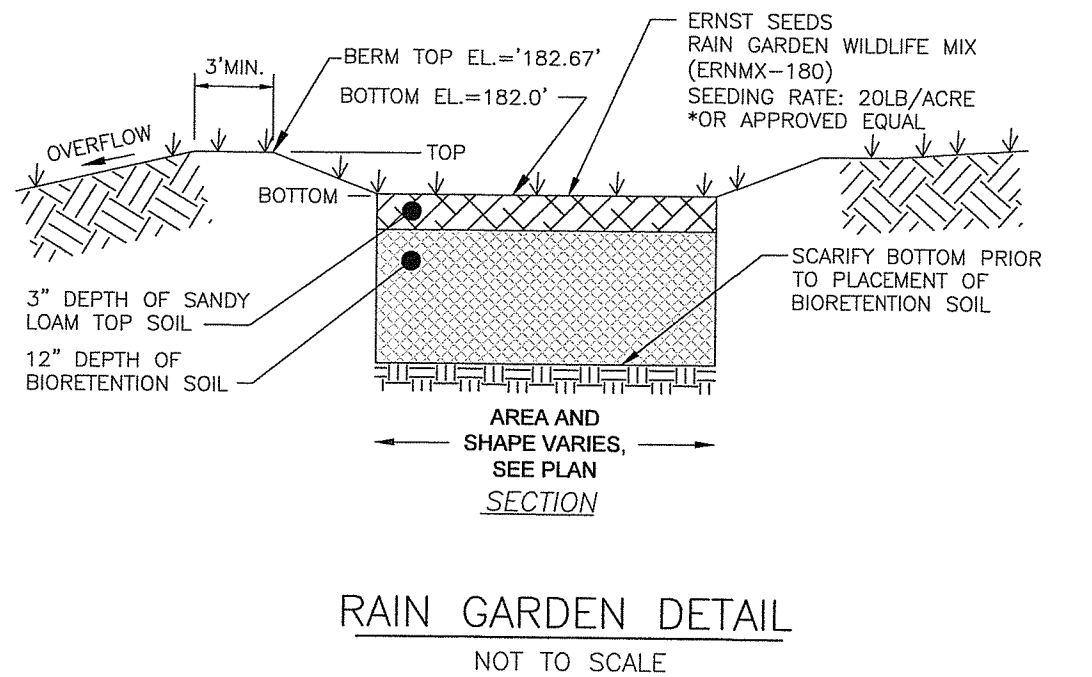 ERNST SEEDS
RAIN GARDEN WILDLIFE MIX
(ERNMX-180)
SEEDING RATE: 20LB/ACRE
*OR APPROVED EQUAL
3'MIN.
BERM TOP EL.='182.67'
BOTTOM EL.=182.0'
OVERFLOW
TOP
BOTTOM
SCARIFY BOTTOM PRIOR
TO PLACEMENT OF
BIORETENTION SOIL
3" DEPTH OF SANDY
LOAM TOP SOIL
12" DEPTH OF
BIORETENTION SOIL
AREA AND
SHAPE VARIES,
SEE PLAN
SECTION
RAIN GARDEN DETAIL
NOT TO SCALE